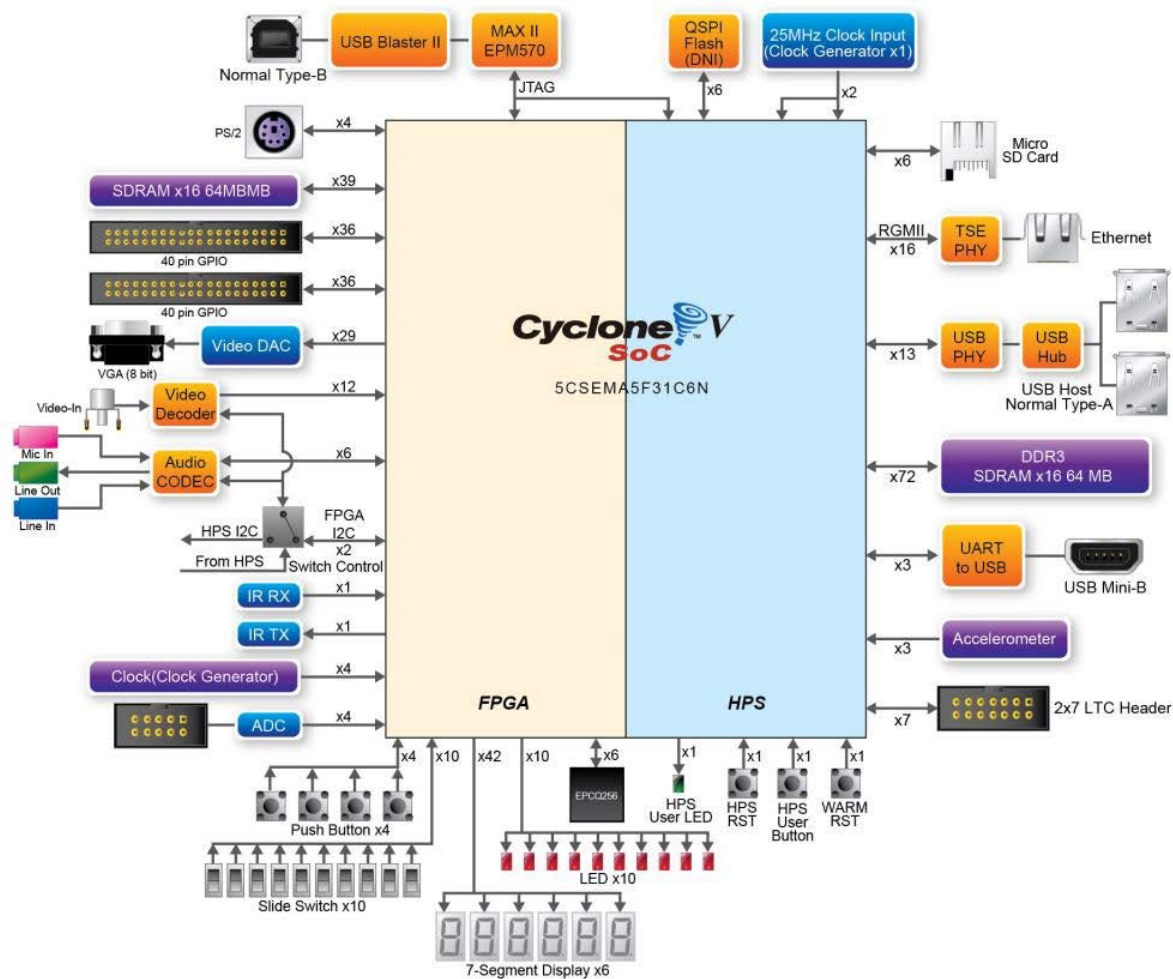 USB Blaster II
MAX II
EPM570
QSPI
Flash
(DNI)
25MHz Clock Input
(Clock Generator x1)
Normal Type-B
JTAG
x6
x2
PS/2
x4
x6
Micro
SD Card
SDRAM x16 64MBMB
x39
x36
40 pin GPIO
RGMII
x16
TSE
PHY
Ethernet
x36
40 pin GPIO
Cyclone V
TM
SoC
5CSEMA5F31C6N
VGA (8 bit)
Video DAC
x29
x13
USB
PHY
USB
Hub
USB Host
Normal Type-A
Video-In
Video
Decoder
x12
Mic In
Line Out
Line In
Audio
CODEC
x6
x72
DDR3
SDRAM x16 64 MB
HPS I2C
From HPS
FPGA
I2C
x2
Switch Control
x3
UART
to USB
USB Mini-B
IR RX
x1
IR TX
x1
x3
Accelerometer
Clock(Clock Generator)
x4
ADC
x4
FPGA
HPS
x7
2x7 LTC Header
x4
x10
x42
x10
x6
x1
x1
x1
x1
Push Button x4
EPCQ256
HPS
User LED
HPS
RST
HPS
User
Button
WARM
RST
LED x10
Slide Switch x10
7-Segment Display x6